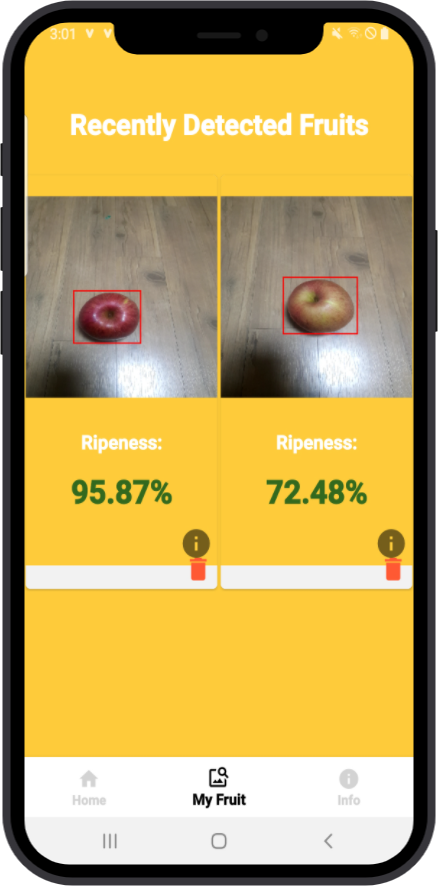 3:01
Recently Detected Fruits
Ripeness:
95.87%
Ripeness:
72.48%
Home
My Fruit
Info